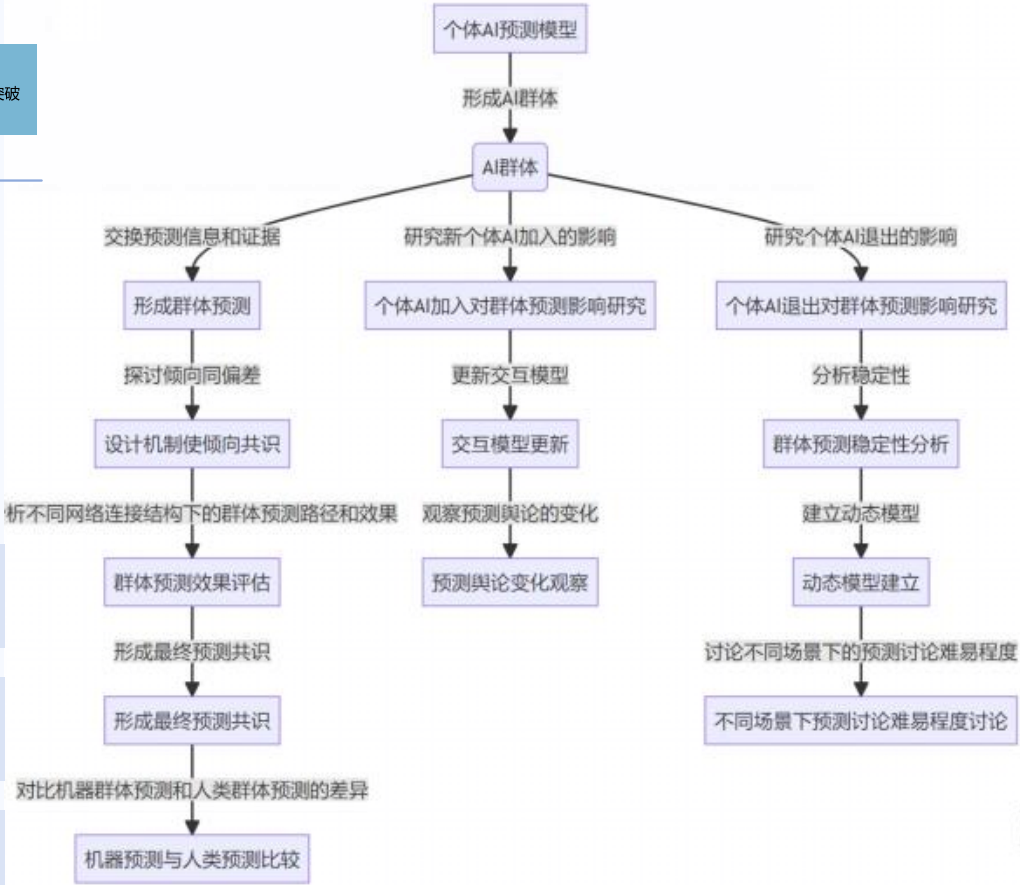 个体AI预测模型
突破
形成AI群体
AI群体
交换预测信息和证据
研究新个体AI加入的影响
研究个体AI退出的影响
形成群体预测
个体AI加入对群体预测影响研究
个体AI退出对群体预测影响研究
探讨倾向同偏差
更新交互模型
分析稳定性
设计机制使倾向共识
交互模型更新
群体预测稳定性分析
析不同网络连接结构下的群体预测路径和效果
观察预测舆论的变化
建立动态模型
群体预测效果评估
预测舆论变化观察
动态模型建立
形成最终预测共识
讨论不同场景下的预测讨论难易程度
形成最终预测共识
不同场景下预测讨论难易程度讨论
对比机器群体预测和人类群体预测的差异
机器预测与人类预测比较